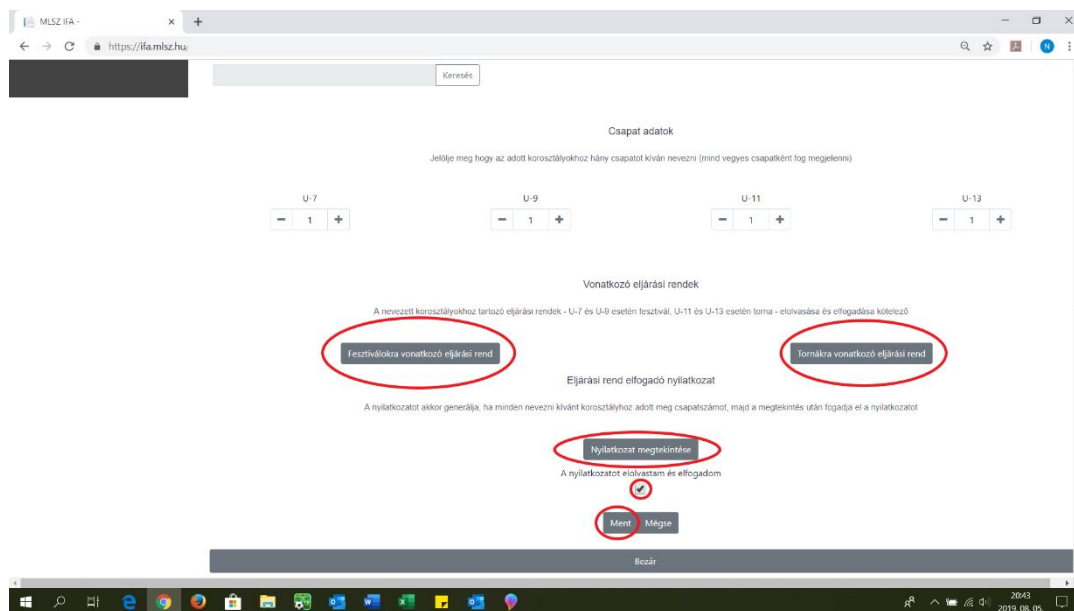 MLSZ IFA -
https://ifa.mlsz.hu
Keresés
Csapat adatok
Jelölje meg hogy az adott korosztályokhoz hány csapatot kíván nevezni (mind vegyes csapatként fog megjelenni)
U-7 U-9 U-11 U-13
1 1 1 1
Vonatkozó eljárási rendek
A nevezett korosztályokhoz tartozó eljárási rendek - U-7 és U-9 esetén fesztivál, U-11 és U-13 esetén torna - elolvasása és elfogadása kötelező
Fesztiválokra vonatkozó eljárási rend Tornákra vonatkozó eljárási rend
Eljárási rend elfogadó nyilatkozat
A nyilatkozatot akkor generálja, ha minden nevezni kívánt korosztályhoz adott meg csapatszámot, majd a megtekintés után fogadja el a nyilatkozatot
Nyilatkozat megtekintése
A nyilatkozatot elolvastam és elfogadom
Ment Mégse
Bezár
20:43
2019. 08. 05.